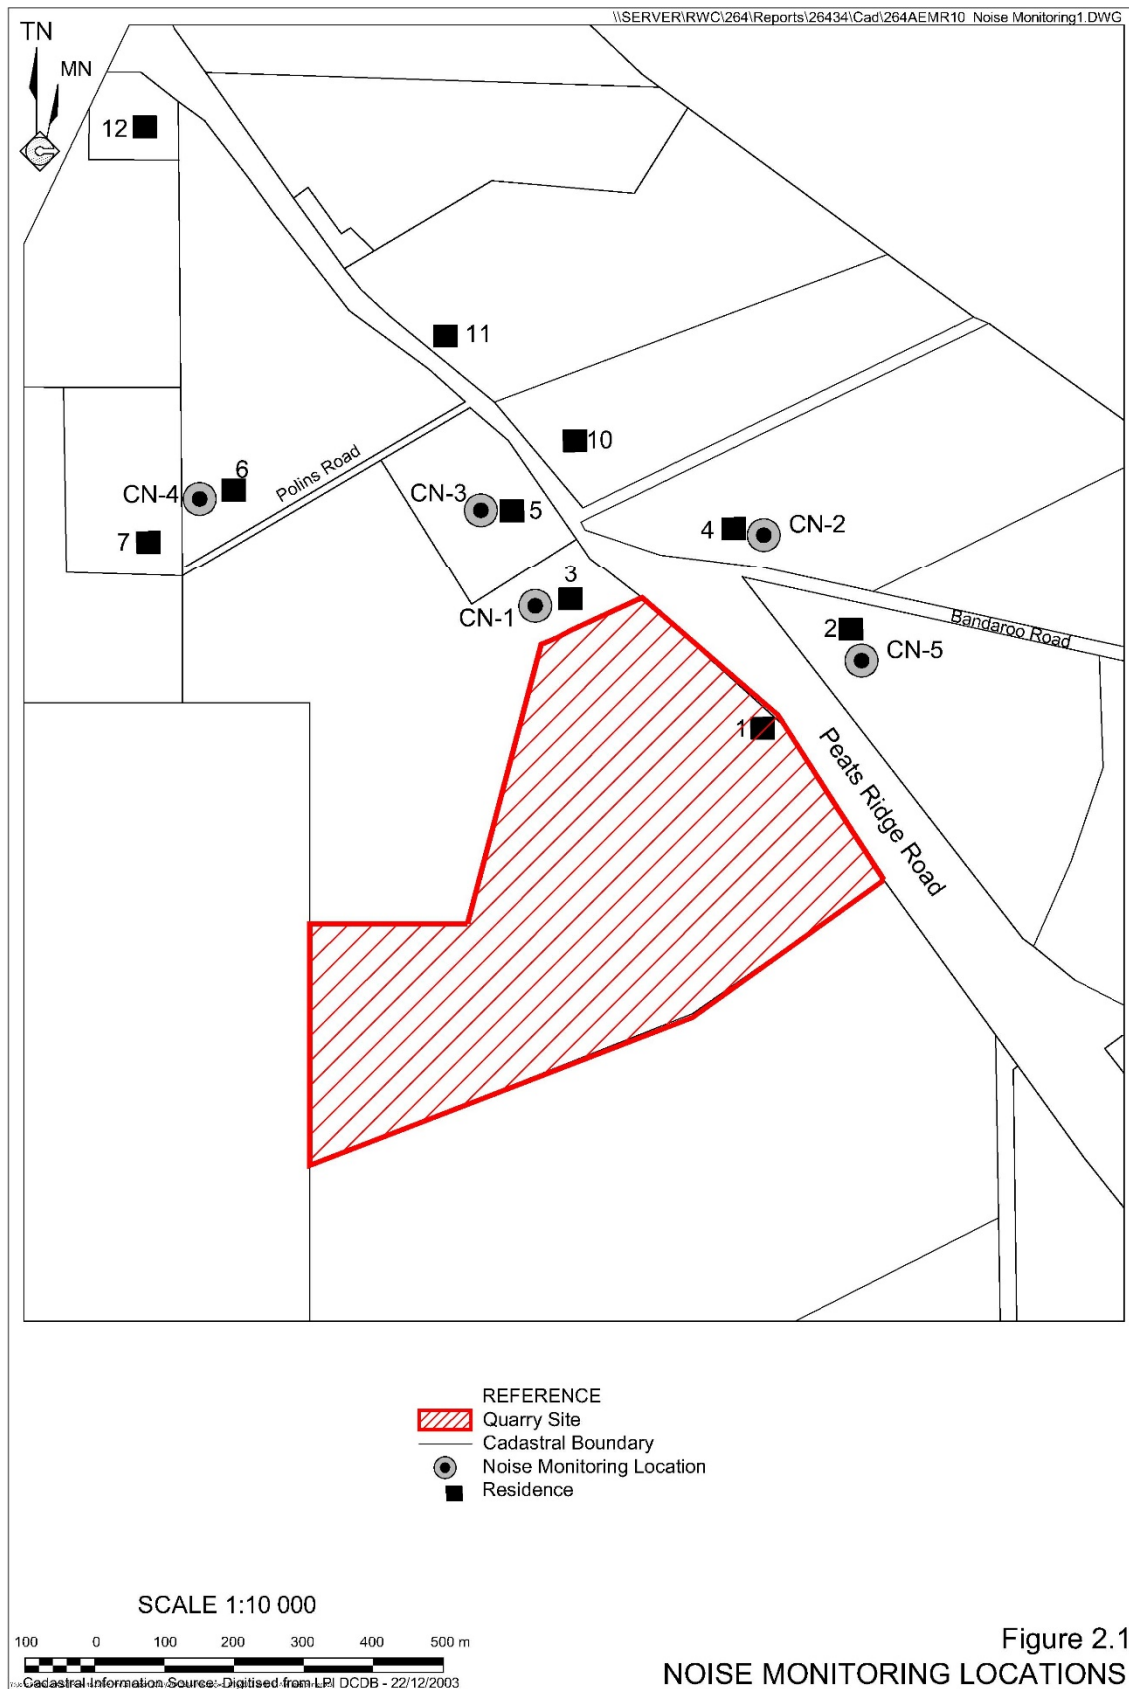 \\SERVER\RWC\264\Reports\26434\Cad\264AEMR10_Noise Monitoring1.DWG
TN
MN
12
11
10
Polins Road
6
CN-4
7
CN-3
5
4
CN-2
3
CN-1
2
CN-5
Bandaroo Road
1
Peats Ridge Road
REFERENCE
Quarry Site
Cadastral Boundary
Noise Monitoring Location
Residence
SCALE 1:10 000
100 0 100 200 300 400 500 m
Cadastral Information Source: Digitised from LPI DCDB - 22/12/2003
Figure 2.1
NOISE MONITORING LOCATIONS